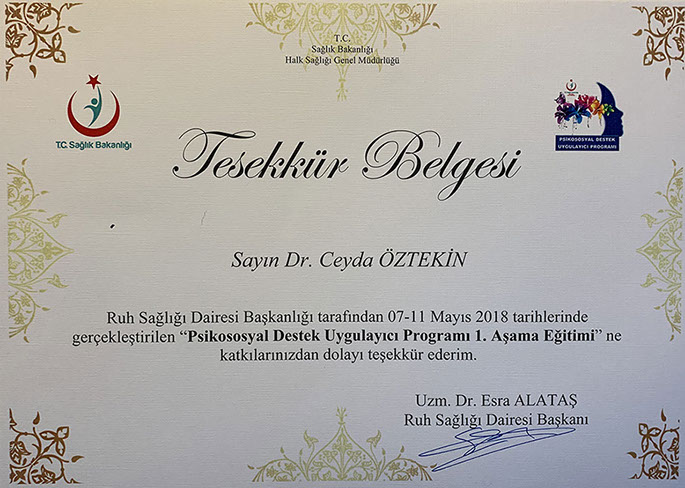 T.C.
Sağlık Bakanlığı
Halk Sağlığı Genel Müdürlüğü
T.C. Sağlık Bakanlığı
PSİKOSOSYAL DESTEK
UYGULAYICI PROGRAMI
Teşekkür Belgesi
Sayın Dr. Ceyda ÖZTEKİN
Ruh Sağlığı Dairesi Başkanlığı tarafından 07-11 Mayıs 2018 tarihlerinde
gerçekleştirilen “Psikososyal Destek Uygulayıcı Programı 1. Aşama Eğitimi” ne
katkılarınızdan dolayı teşekkür ederim.
Uzm. Dr. Esra ALATAŞ
Ruh Sağlığı Dairesi Başkanı